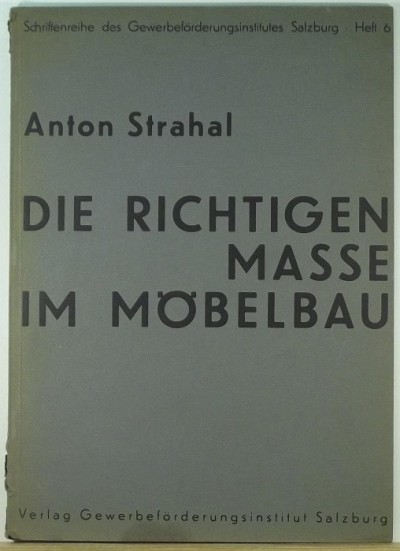 Schriftenreihe des Gewerbeförderungsinstitutes Salzburg · Heft 6
Anton Strahal
DIE RICHTIGEN
MASSE
IM MÖBELBAU
Verlag Gewerbeförderungsinstitut Salzburg